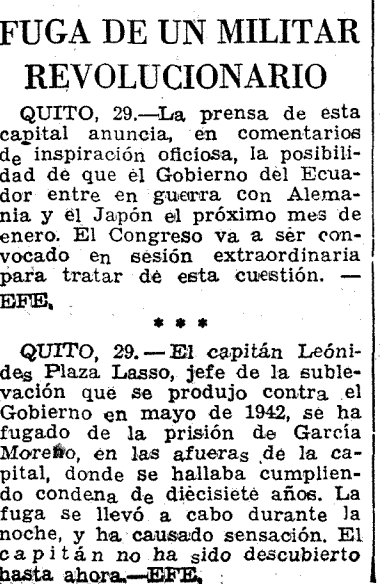 FUGA DE UN MILITAR
REVOLUCIONARIO
QUITO, 29.—La prensa de esta
capital anuncia, en comentarios
de inspiración oficiosa, la posibili-
dad de que el Gobierno del Ecua-
dor entre en guerra con Alema-
nia y el Japón el próximo mes de
enero. El Congreso va a ser con-
vocado en sesión extraordinaria
para tratar de esta cuestión. —
EFE.
* * *
QUITO, 29. — El capitán Leóni-
des Plaza Lasso, jefe de la suble-
vación que se produjo contra el
Gobierno en mayo de 1942, se ha
fugado de la prisión de García
Moreno, en las afueras de la ca-
pital, donde se hallaba cumplien-
do condena de diecisiete años. La
fuga se llevó a cabo durante la
noche, y ha causado sensación. El
capitán no ha sido descubierto
hasta ahora.—EFE.